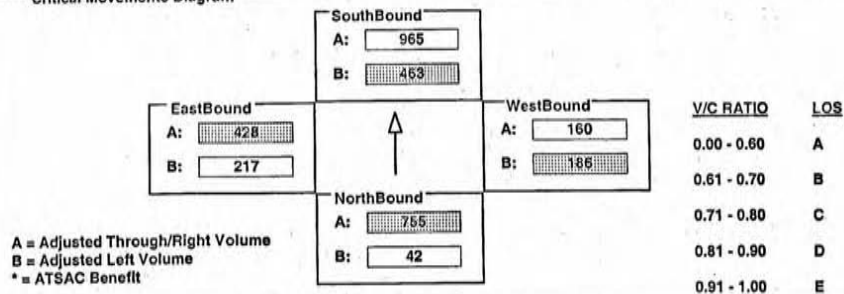 Critical Movements Diagram
SouthBound
A: 965
B: 463
EastBound
A: 428
B: 217
WestBound
A: 160
B: 186
NorthBound
A: 755
B: 42
A = Adjusted Through/Right Volume
B = Adjusted Left Volume
* = ATSAC Benefit
V/C RATIO LOS
0.00 - 0.60 A
0.61 - 0.70 B
0.71 - 0.80 C
0.81 - 0.90 D
0.91 - 1.00 E